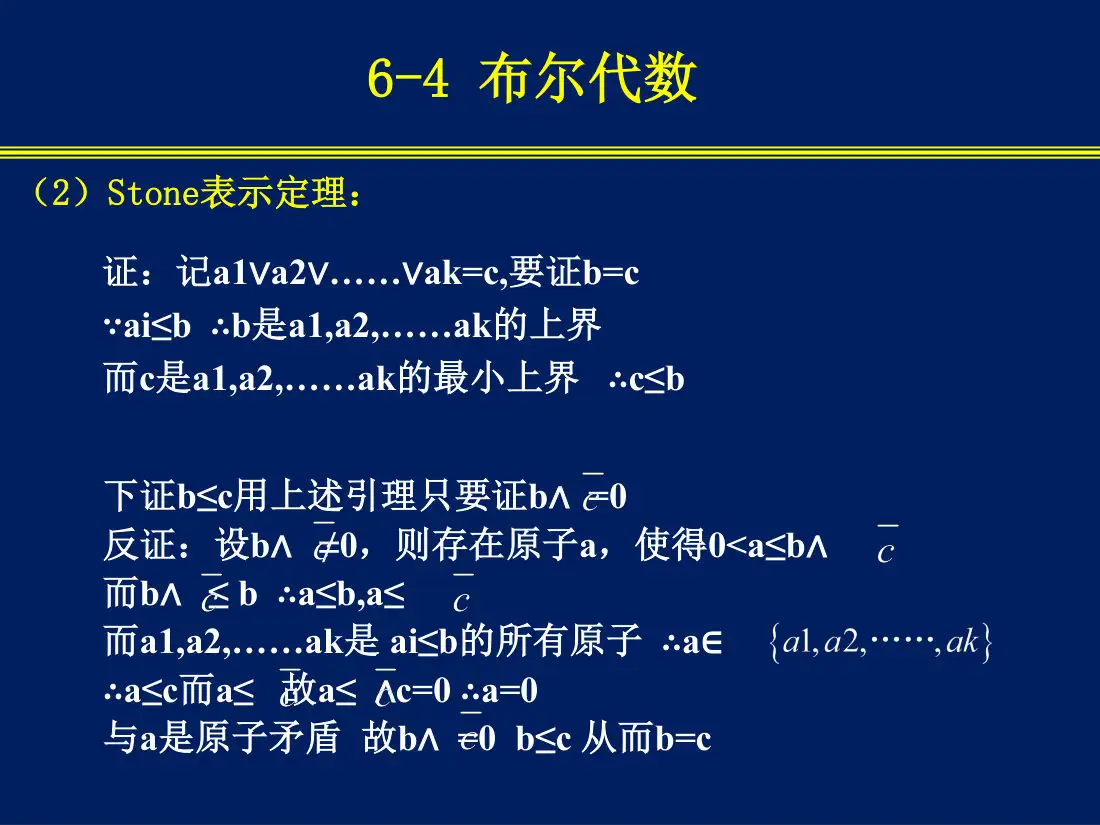 6-4 布尔代数
（2）Stone表示定理：
证：记a1∨a2∨……∨ak=c,要证b=c
∵ai≤b ∴b是a1,a2,……ak的上界
而c是a1,a2,……ak的最小上界 ∴c≤b
下证b≤c用上述引理只要证b∧c̅=0
反证：设b∧c̅≠0，则存在原子a，使得0<a≤b∧c̅
而b∧c̅≤ b ∴a≤b,a≤c̅
而a1,a2,……ak是 ai≤b的所有原子 ∴a∈{a1,a2,……,ak}
∴a≤c而a≤c̅ 故a≤c̅∧c=0 ∴a=0
与a是原子矛盾 故b∧c̅=0 b≤c 从而b=c